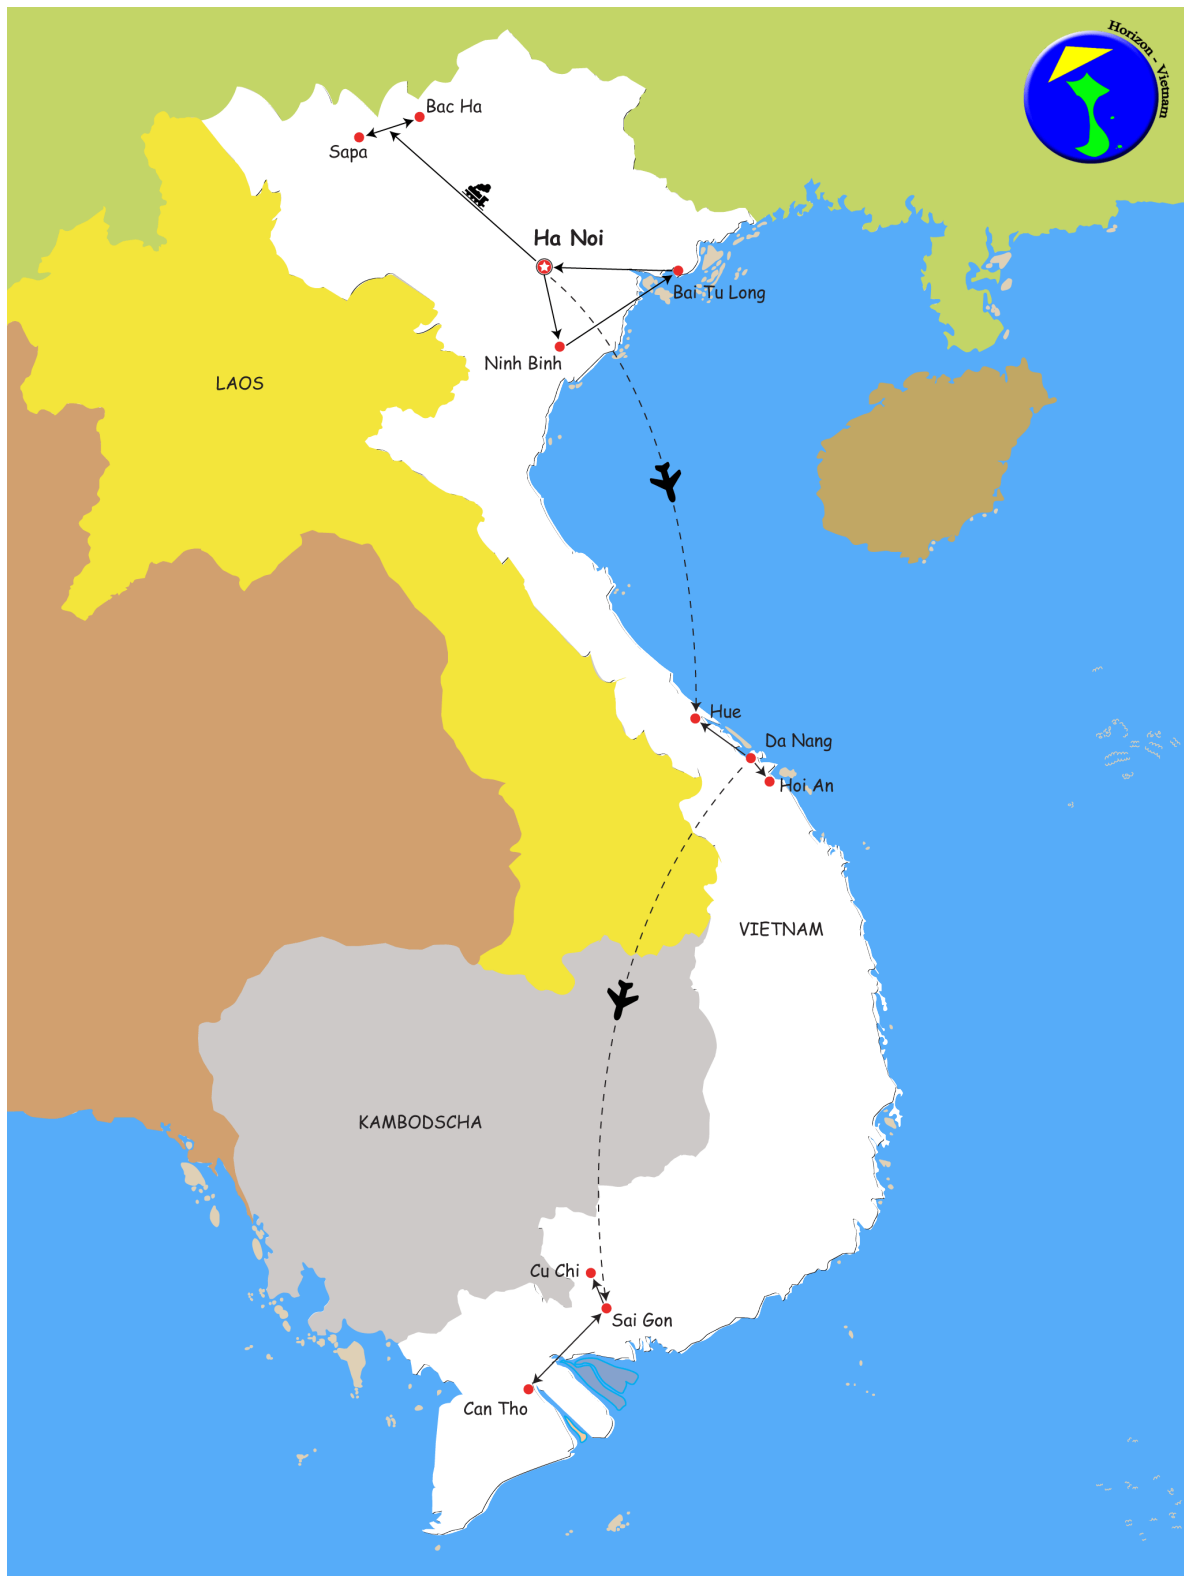 Horizon - Vietnam
Bac Ha
Sapa
Ha Noi
Bai Tu Long
Ninh Binh
LAOS
Hue
Da Nang
Hoi An
VIETNAM
KAMBODSCHA
Cu Chi
Sai Gon
Can Tho